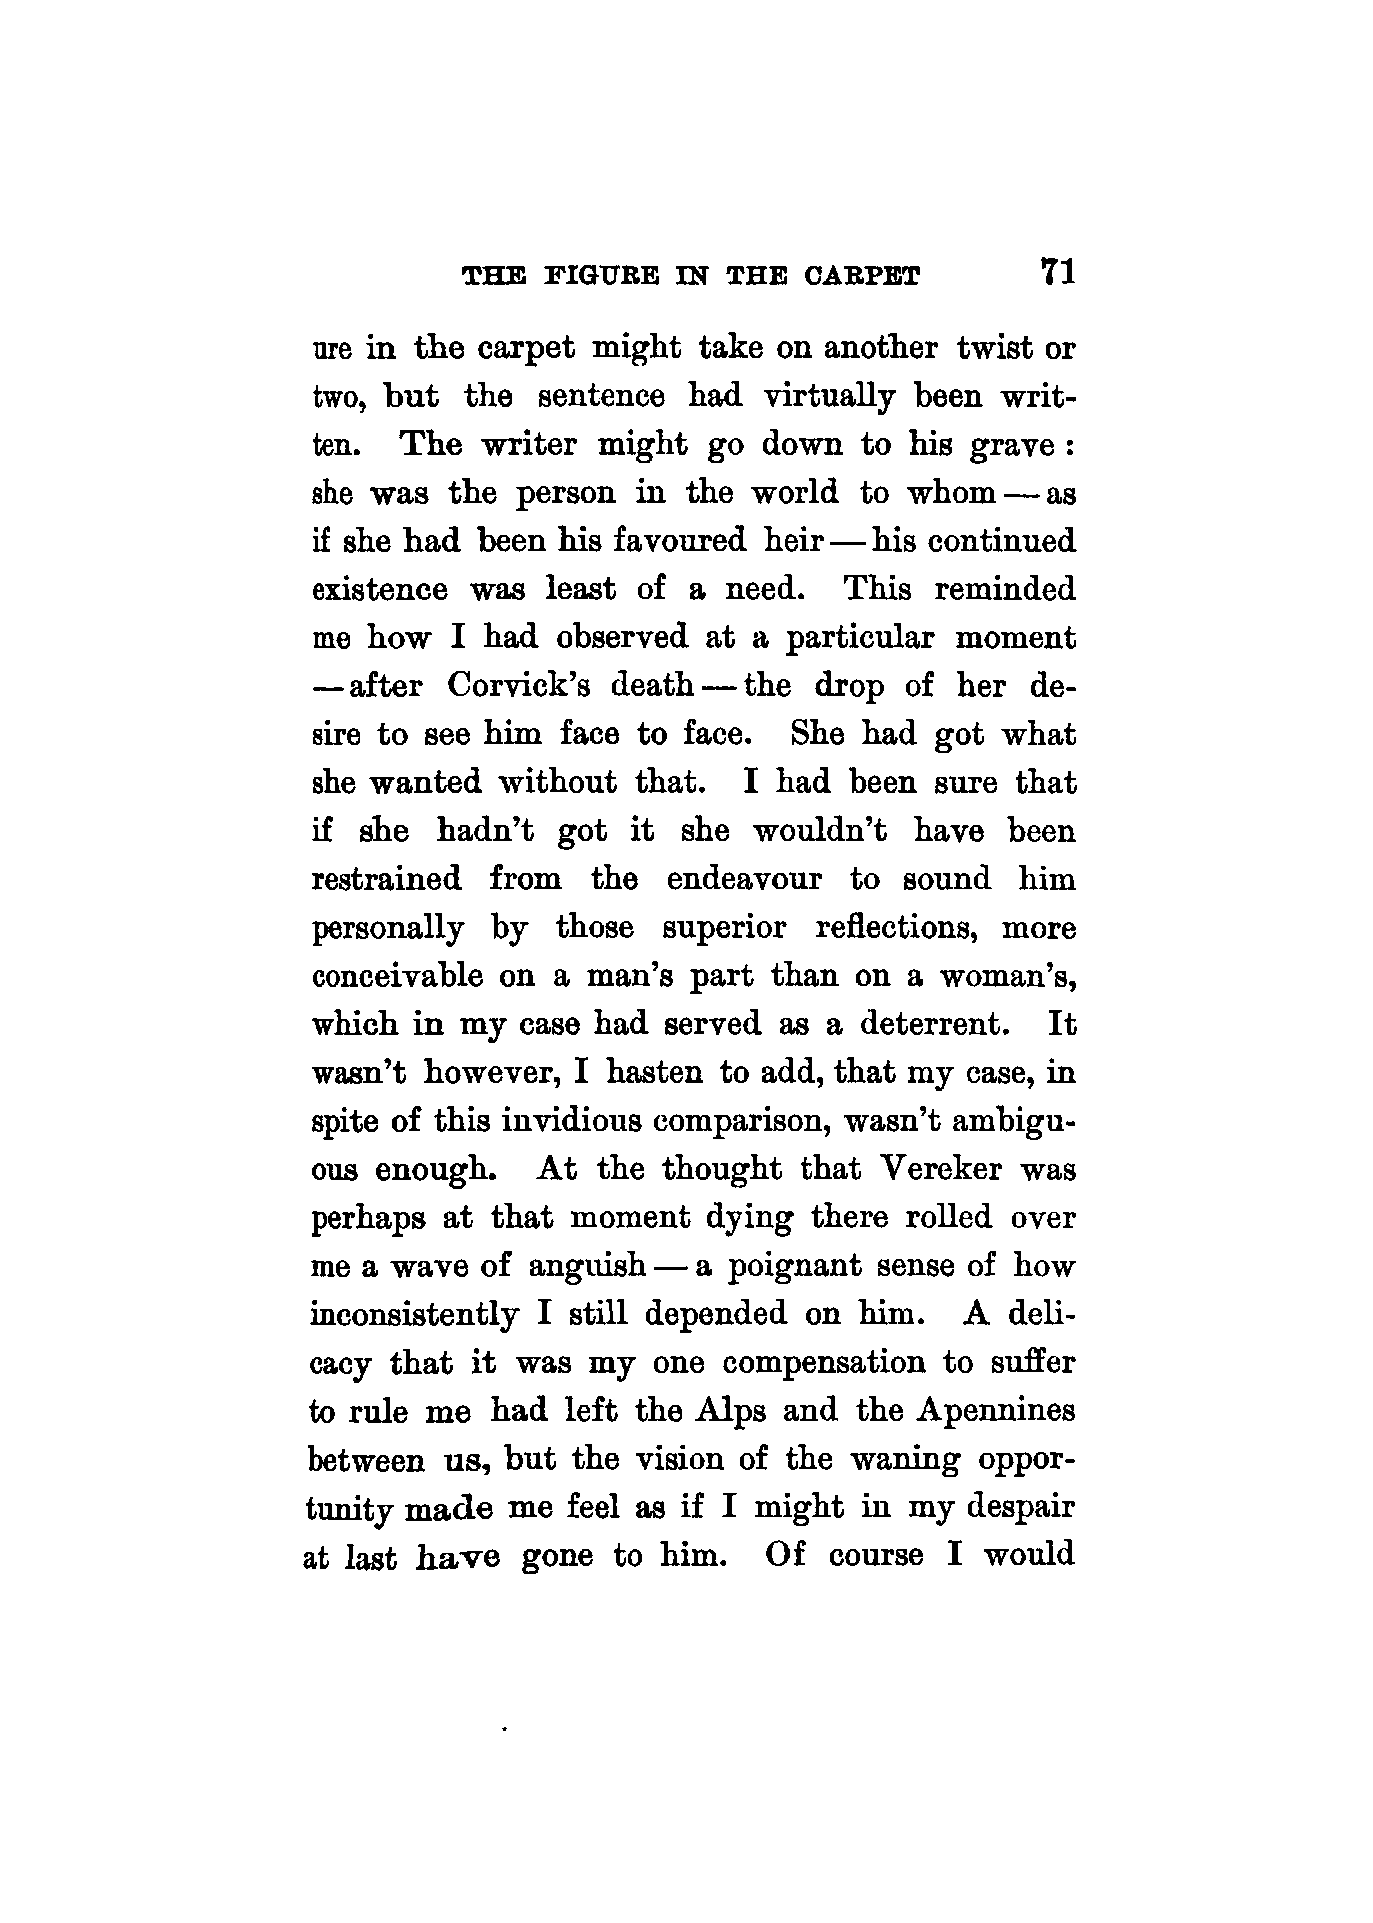 THE FIGURE IN THE CARPET 71
ure in the carpet might take on another twist or
two, but the sentence had virtually been writ-
ten. The writer might go down to his grave :
she was the person in the world to whom — as
if she had been his favoured heir — his continued
existence was least of a need. This reminded
me how I had observed at a particular moment
— after Corvick's death — the drop of her de-
sire to see him face to face. She had got what
she wanted without that. I had been sure that
if she hadn't got it she wouldn't have been
restrained from the endeavour to sound him
personally by those superior reflections, more
conceivable on a man's part than on a woman's,
which in my case had served as a deterrent. It
wasn't however, I hasten to add, that my case, in
spite of this invidious comparison, wasn't ambigu-
ous enough. At the thought that Vereker was
perhaps at that moment dying there rolled over
me a wave of anguish — a poignant sense of how
inconsistently I still depended on him. A deli-
cacy that it was my one compensation to suffer
to rule me had left the Alps and the Apennines
between us, but the vision of the waning oppor-
tunity made me feel as if I might in my despair
at last have gone to him. Of course I would